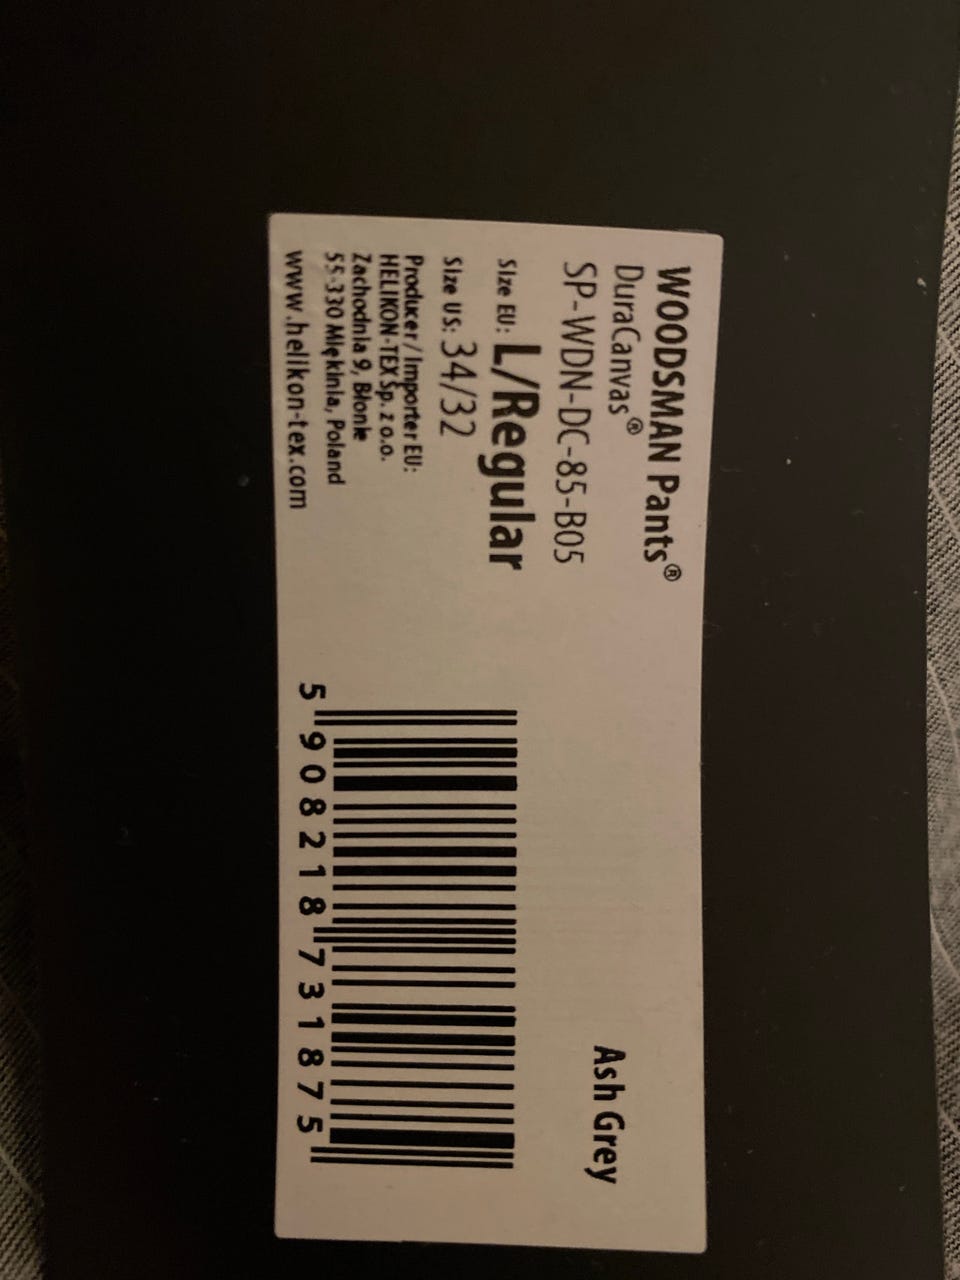 WOODSMAN Pants®
DuraCanvas®
SP-WDN-DC-85-B05
Ash Grey
Size EU: L/Regular
Size US: 34/32
Producer / Importer EU:
HELIKON-TEX Sp. z o.o.
Zachodnia 9, Błonie
55-330 Miękinia, Poland
www.helikon-tex.com
5 908218 731875